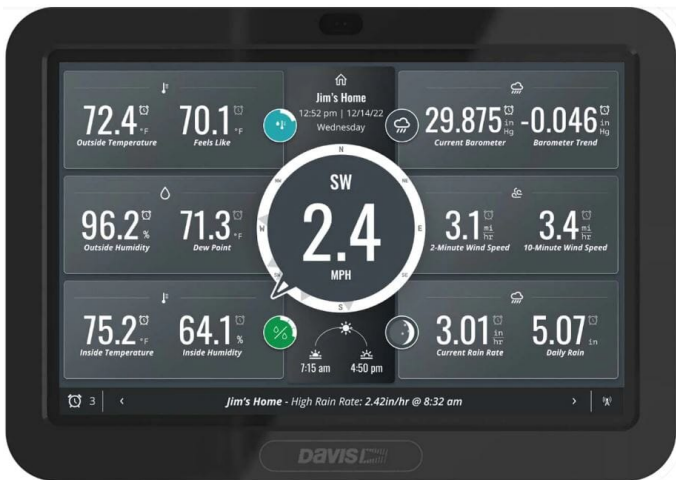 Jim's Home
12:52 pm | 12/14/22
Wednesday
72.4 °F
Outside Temperature
70.1 °F
Feels Like
29.875 in Hg
Current Barometer
-0.046 in Hg
Barometer Trend
N
SW
2.4
MPH
W
E
S
96.2 %
Outside Humidity
71.3 °F
Dew Point
3.1 mi hr
2-Minute Wind Speed
3.4 mi hr
10-Minute Wind Speed
75.2 °F
Inside Temperature
64.1 %
Inside Humidity
7:15 am
4:50 pm
3.01 in hr
Current Rain Rate
5.07 in
Daily Rain
3 < Jim's Home - High Rain Rate: 2.42in/hr @ 8:32 am >
DAVIS